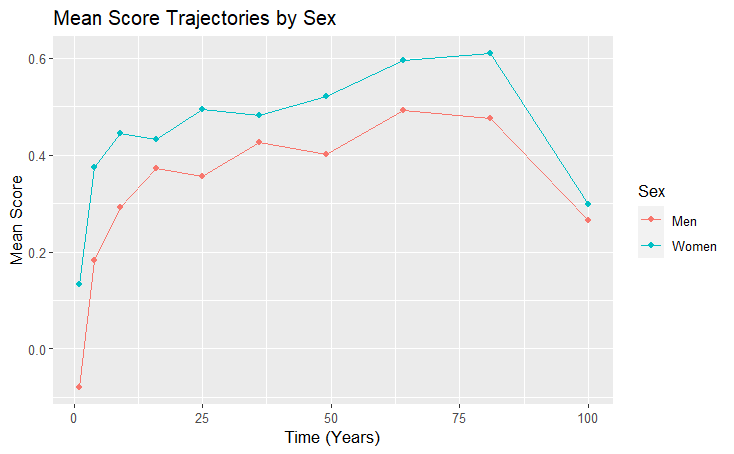 Mean Score Trajectories by Sex
Mean Score
0.6
0.4
0.2
0.0
0 25 50 75 100
Time (Years)
Sex
Men
Women